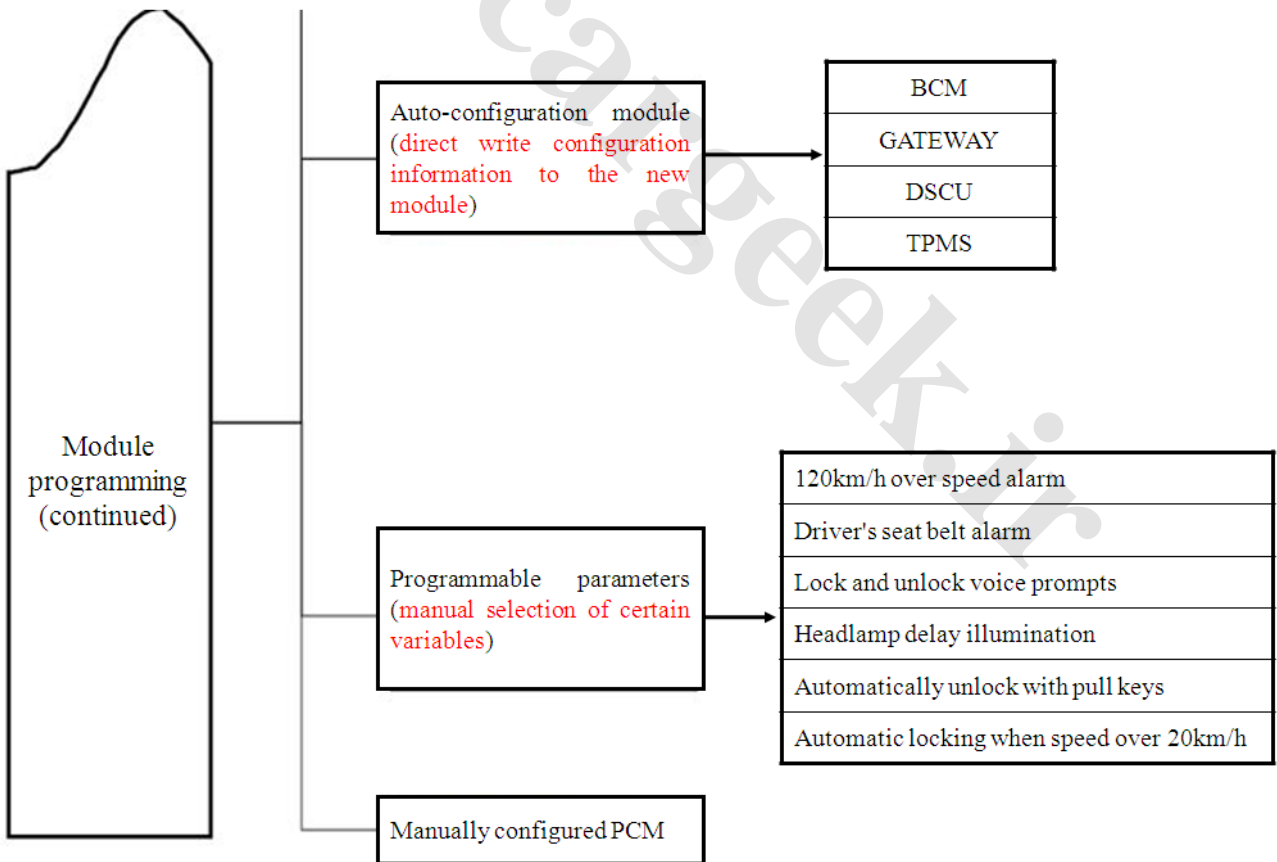 Auto-configuration module
(direct write configuration
information to the new
module)
BCM
GATEWAY
DSCU
TPMS
Module
programming
(continued)
Programmable parameters
(manual selection of certain
variables)
120km/h over speed alarm
Driver's seat belt alarm
Lock and unlock voice prompts
Headlamp delay illumination
Automatically unlock with pull keys
Automatic locking when speed over 20km/h
Manually configured PCM
cargeek.ir